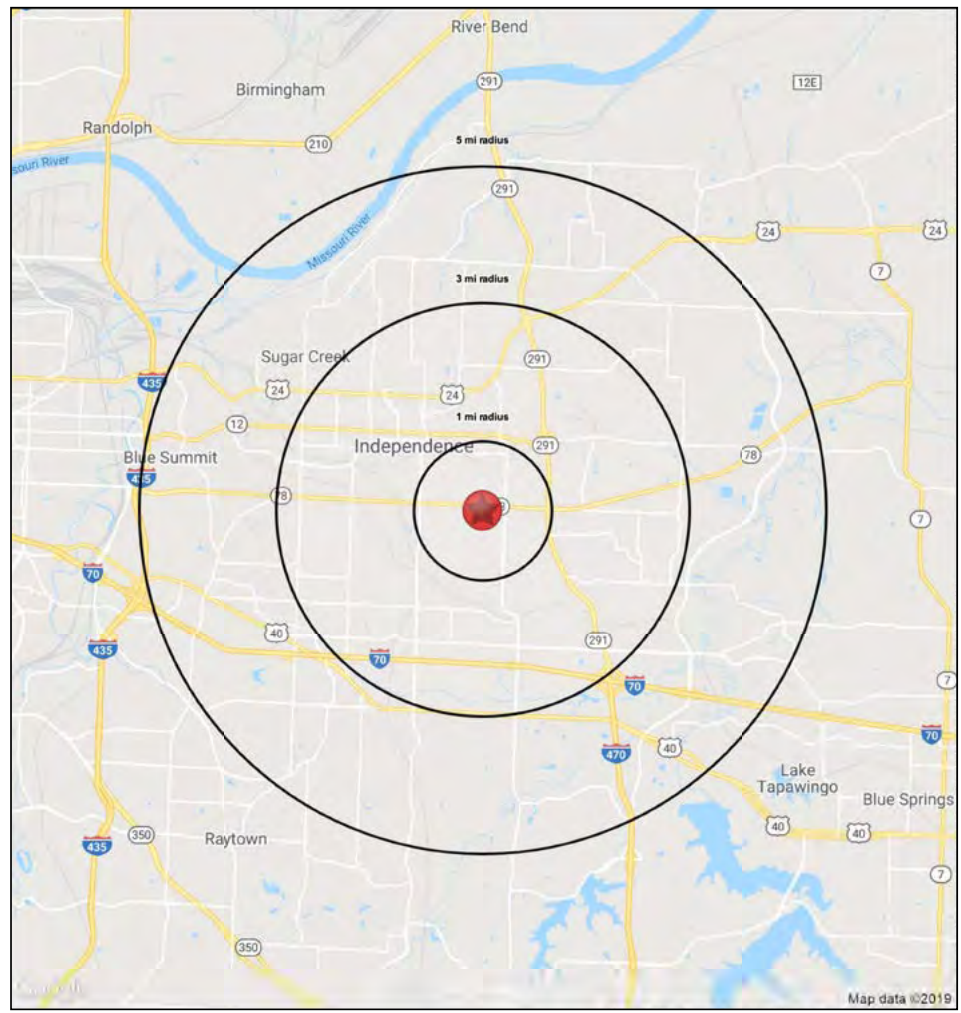 River Bend
291
12E
Birmingham
Randolph
210
5 mi radius
souri River
291
Missouri River
24
24
7
3 mi radius
Sugar Creek
291
435
24
24
1 mi radius
12
Independence
291
78
Blue Summit
435
78
7
70
40
291
435
70
70
7
470
40
70
Lake
Tapawingo
Blue Springs
40
40
350
Raytown
435
7
350
Map data ©2019